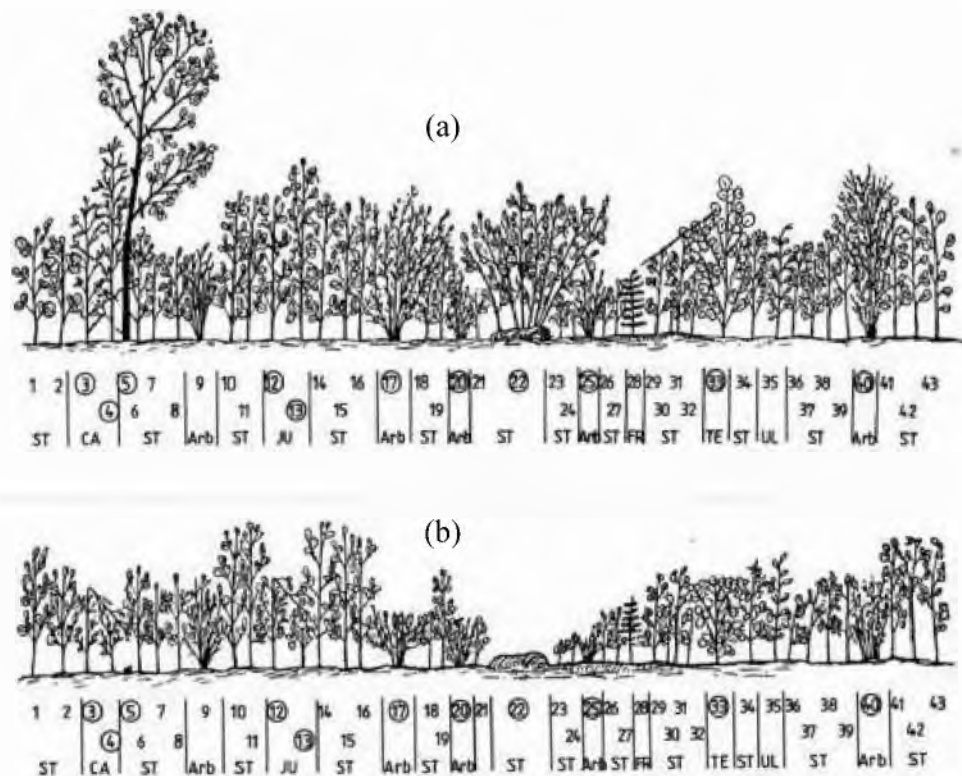 (a)
1 2 3 5 7 9 10 12 14 16 17 18 20 21 22 23 25 26 28 29 31 33 34 35 36 38 40 41 43
4 6 8 11 13 15 19 24 27 30 32 37 39 42
ST CA ST Arb ST JU ST Arb ST Arb ST ST Arb ST FR ST TE ST UL ST Arb ST
(b)
1 2 3 5 7 9 10 12 14 16 17 18 20 21 22 23 25 26 28 29 31 33 34 35 36 38 40 41 43
4 6 8 11 13 15 19 24 27 30 32 37 39 42
ST CA ST Arb ST JU ST Arb ST Arb ST ST Arb ST FR ST TE ST UL ST Arb ST